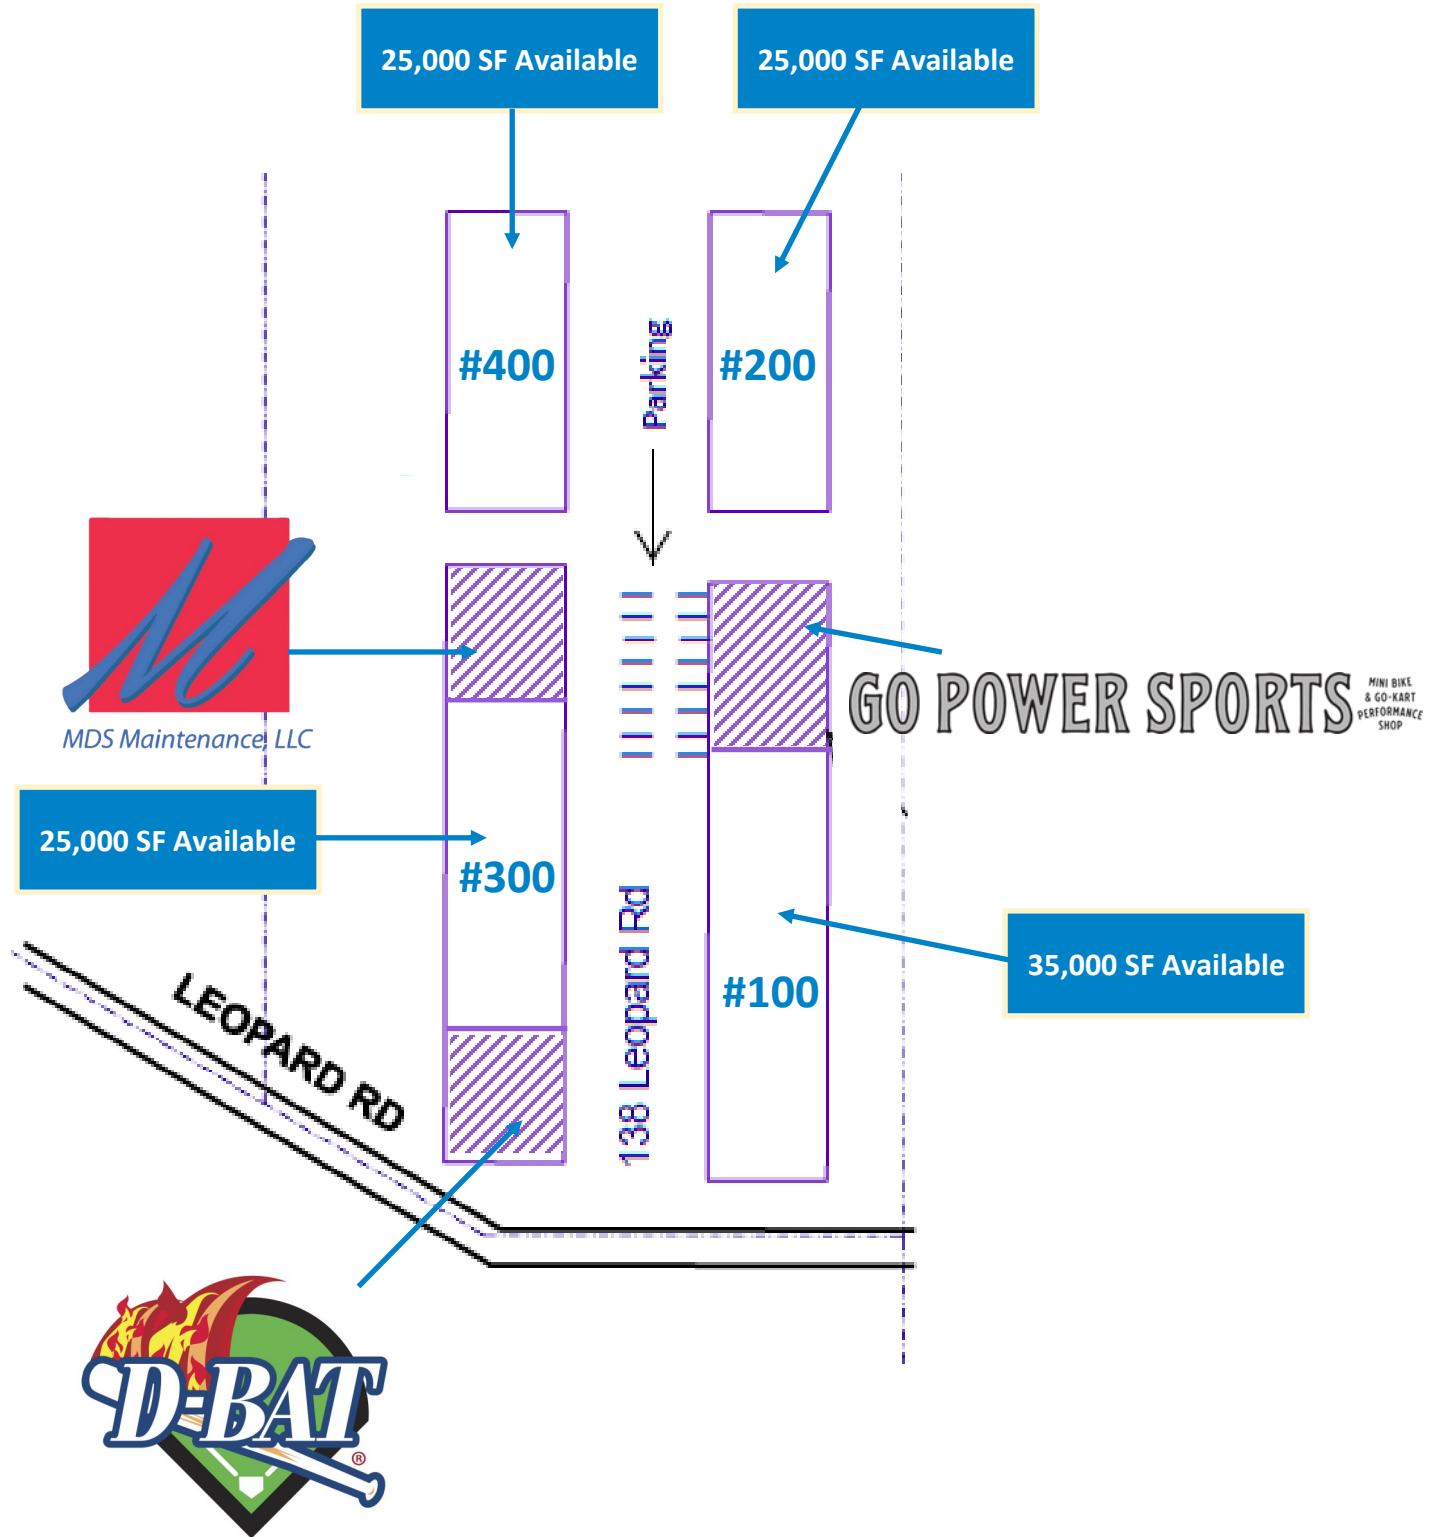 25,000 SF Available
25,000 SF Available
#400
Parking
#200
M
MDS Maintenance, LLC
GO POWER SPORTS
MINI BIKE
& GO-KART
PERFORMANCE
SHOP
25,000 SF Available
#300
138 Leopard Rd
#100
35,000 SF Available
LEOPARD RD
D-BAT
®